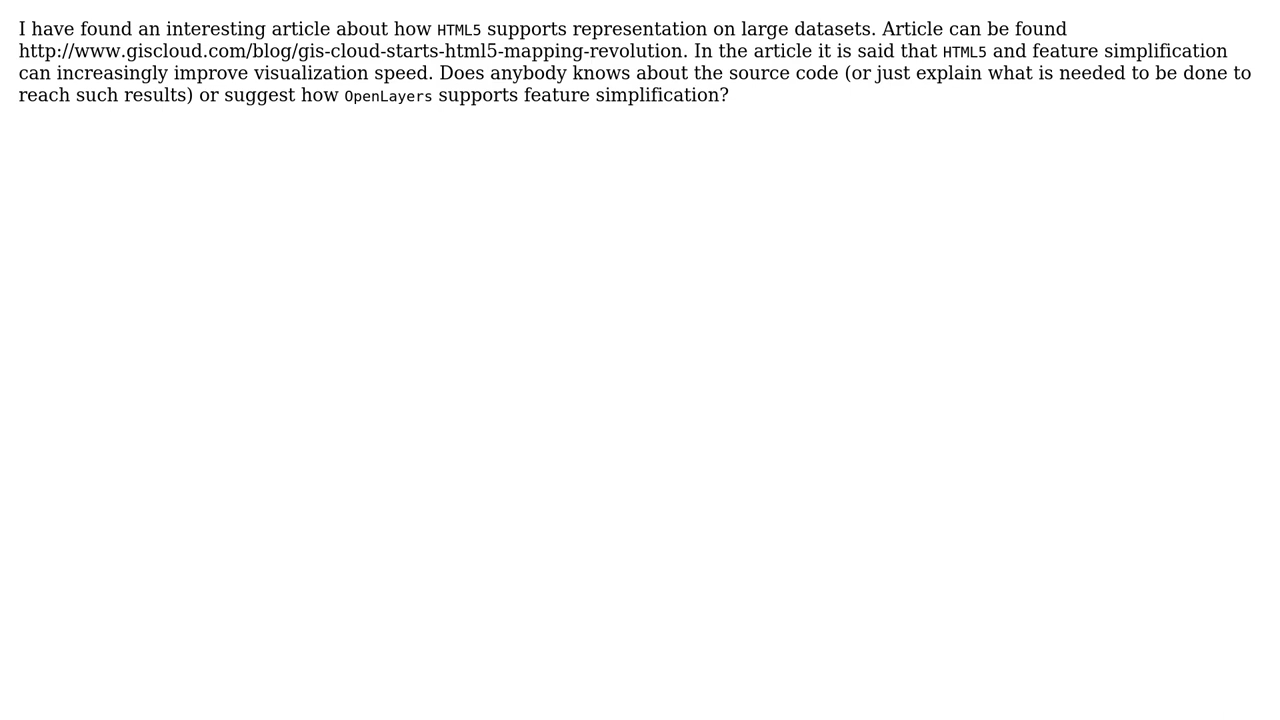 I have found an interesting article about how HTML5 supports representation on large datasets. Article can be found
http://www.giscloud.com/blog/gis-cloud-starts-html5-mapping-revolution. In the article it is said that HTML5 and feature simplification
can increasingly improve visualization speed. Does anybody knows about the source code (or just explain what is needed to be done to
reach such results) or suggest how OpenLayers supports feature simplification?